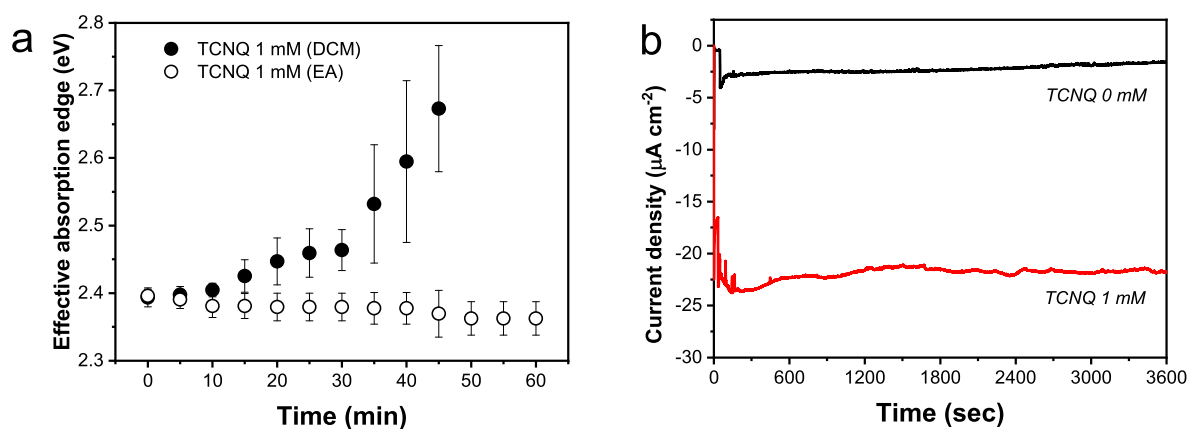 a
Effective absorption edge (eV)
2.8
2.7
2.6
2.5
2.4
2.3
TCNQ 1 mM (DCM)
TCNQ 1 mM (EA)
0 10 20 30 40 50 60
Time (min)
b
Current density (μA cm-2)
0
-5
-10
-15
-20
-25
-30
TCNQ 0 mM
TCNQ 1 mM
0 600 1200 1800 2400 3000 3600
Time (sec)